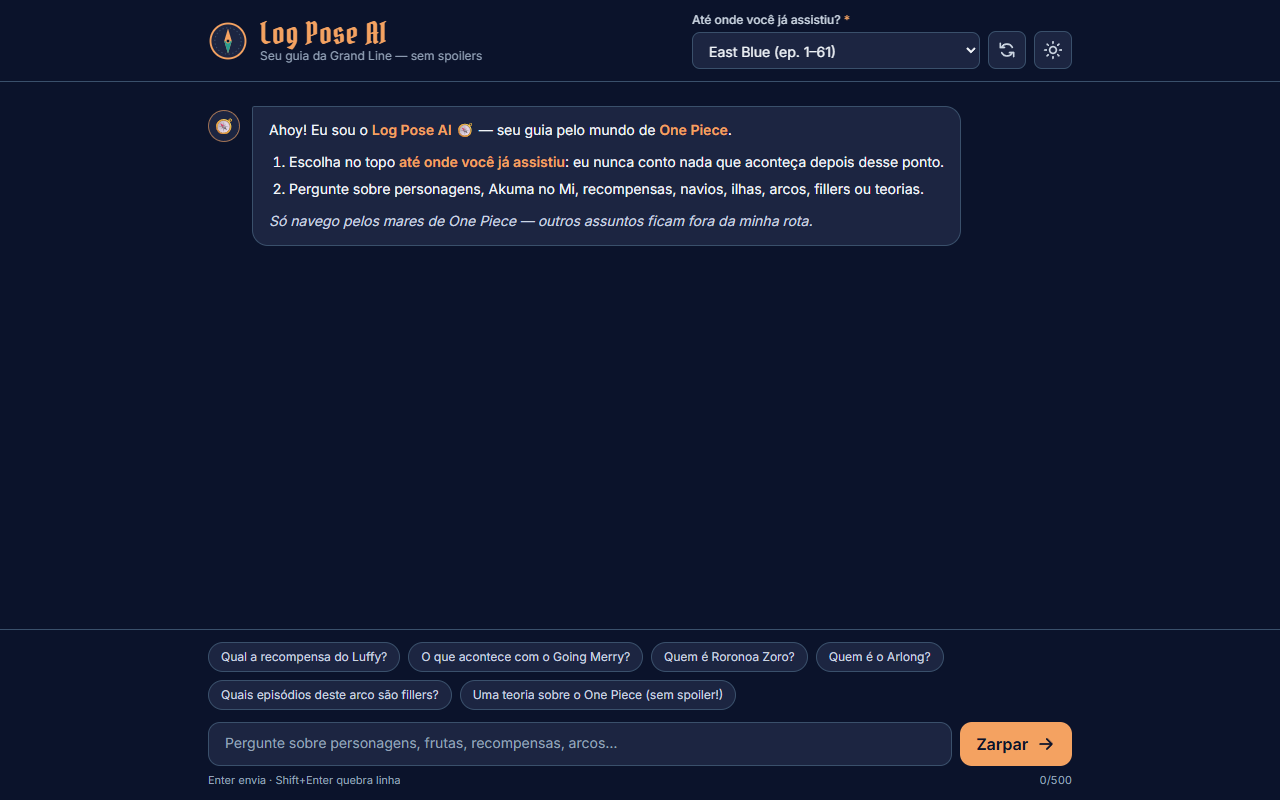 Log Pose AI
Seu guia da Grand Line — sem spoilers
Até onde você já assistiu? *
East Blue (ep. 1–61)
Ahoy! Eu sou o Log Pose AI 🧭 — seu guia pelo mundo de One Piece.
1. Escolha no topo até onde você já assistiu: eu nunca conto nada que aconteça depois desse ponto.
2. Pergunte sobre personagens, Akuma no Mi, recompensas, navios, ilhas, arcos, fillers ou teorias.
Só navego pelos mares de One Piece — outros assuntos ficam fora da minha rota.
Qual a recompensa do Luffy?
O que acontece com o Going Merry?
Quem é Roronoa Zoro?
Quem é o Arlong?
Quais episódios deste arco são fillers?
Uma teoria sobre o One Piece (sem spoiler!)
Pergunte sobre personagens, frutas, recompensas, arcos...
Zarpar →
Enter envia · Shift+Enter quebra linha
0/500